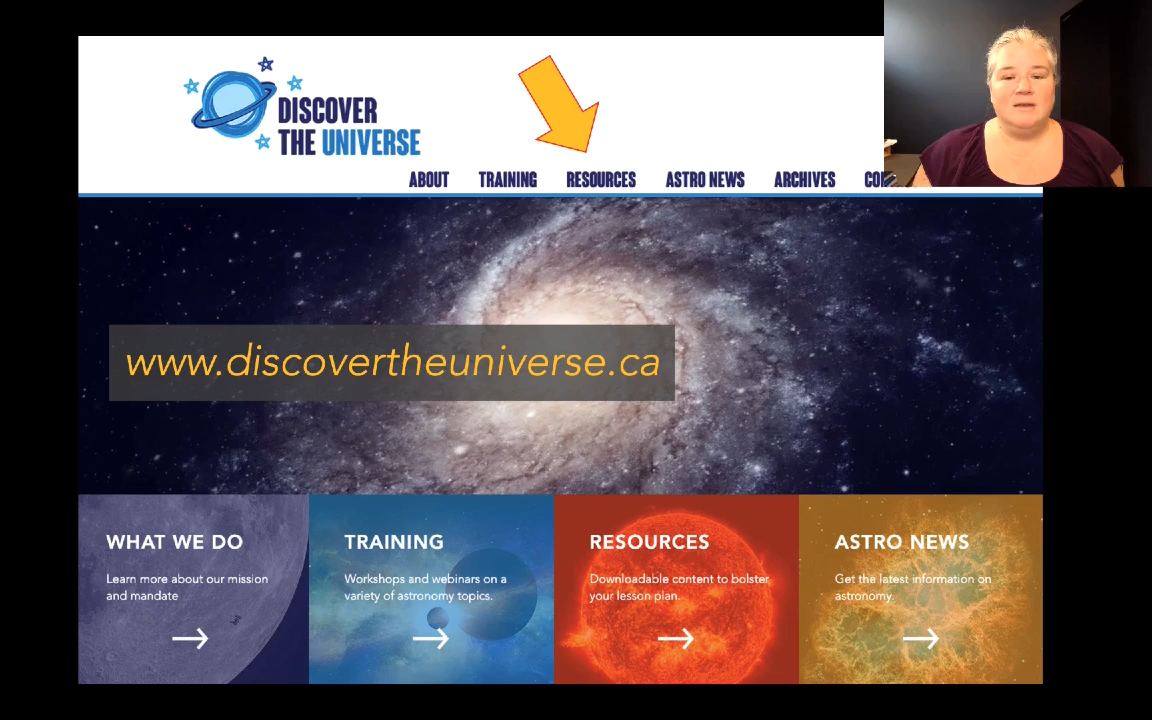 DISCOVER
THE UNIVERSE
ABOUT TRAINING RESOURCES ASTRO NEWS ARCHIVES
www.discovertheuniverse.ca
WHAT WE DO
Learn more about our mission
and mandate
TRAINING
Workshops and webinars on a
variety of astronomy topics.
RESOURCES
Downloadable content to bolster
your lesson plan.
ASTRO NEWS
Get the latest information on
astronomy.